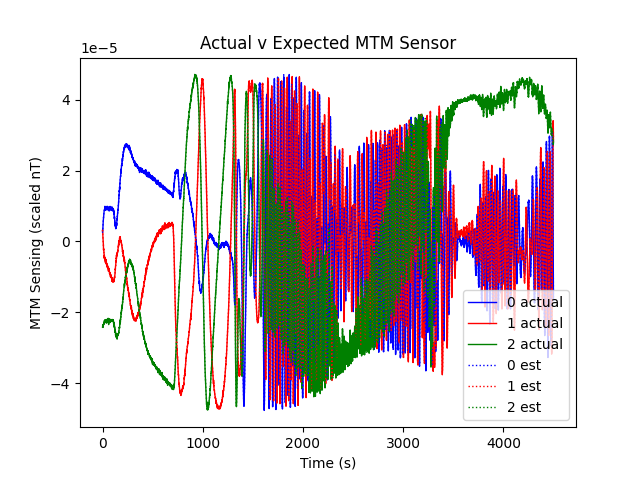 Actual v Expected MTM Sensor
1e−5
4
2
0
−2
−4
MTM Sensing (scaled nT)
0 actual
1 actual
2 actual
0 est
1 est
2 est
0
1000
2000
3000
4000
Time (s)